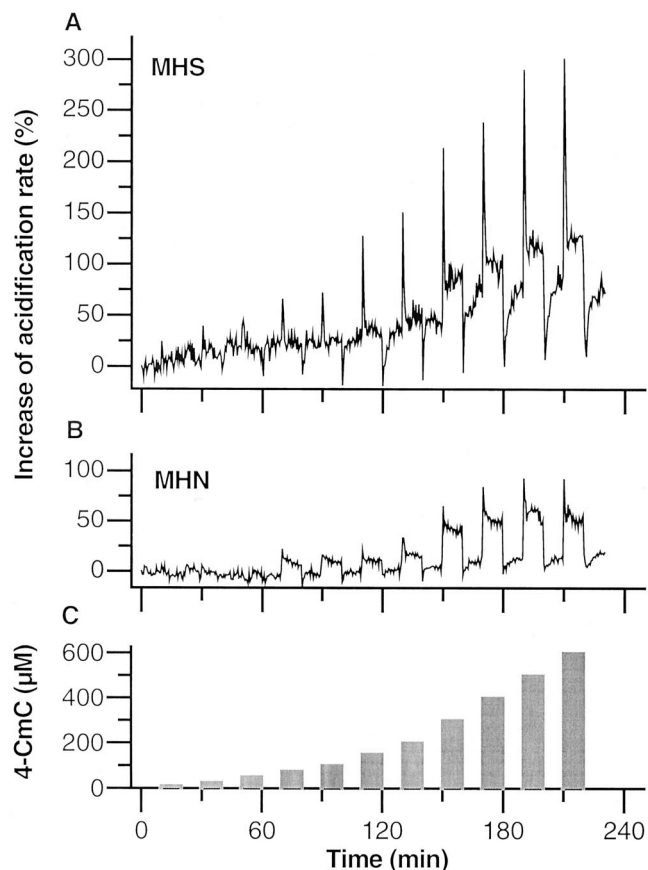 A
MHS
Increase of acidification rate (%)
300
250
200
150
100
50
0
B
MHN
100
50
0
C
4-CmC (µM)
600
400
200
0
0 60 120 180 240
Time (min)